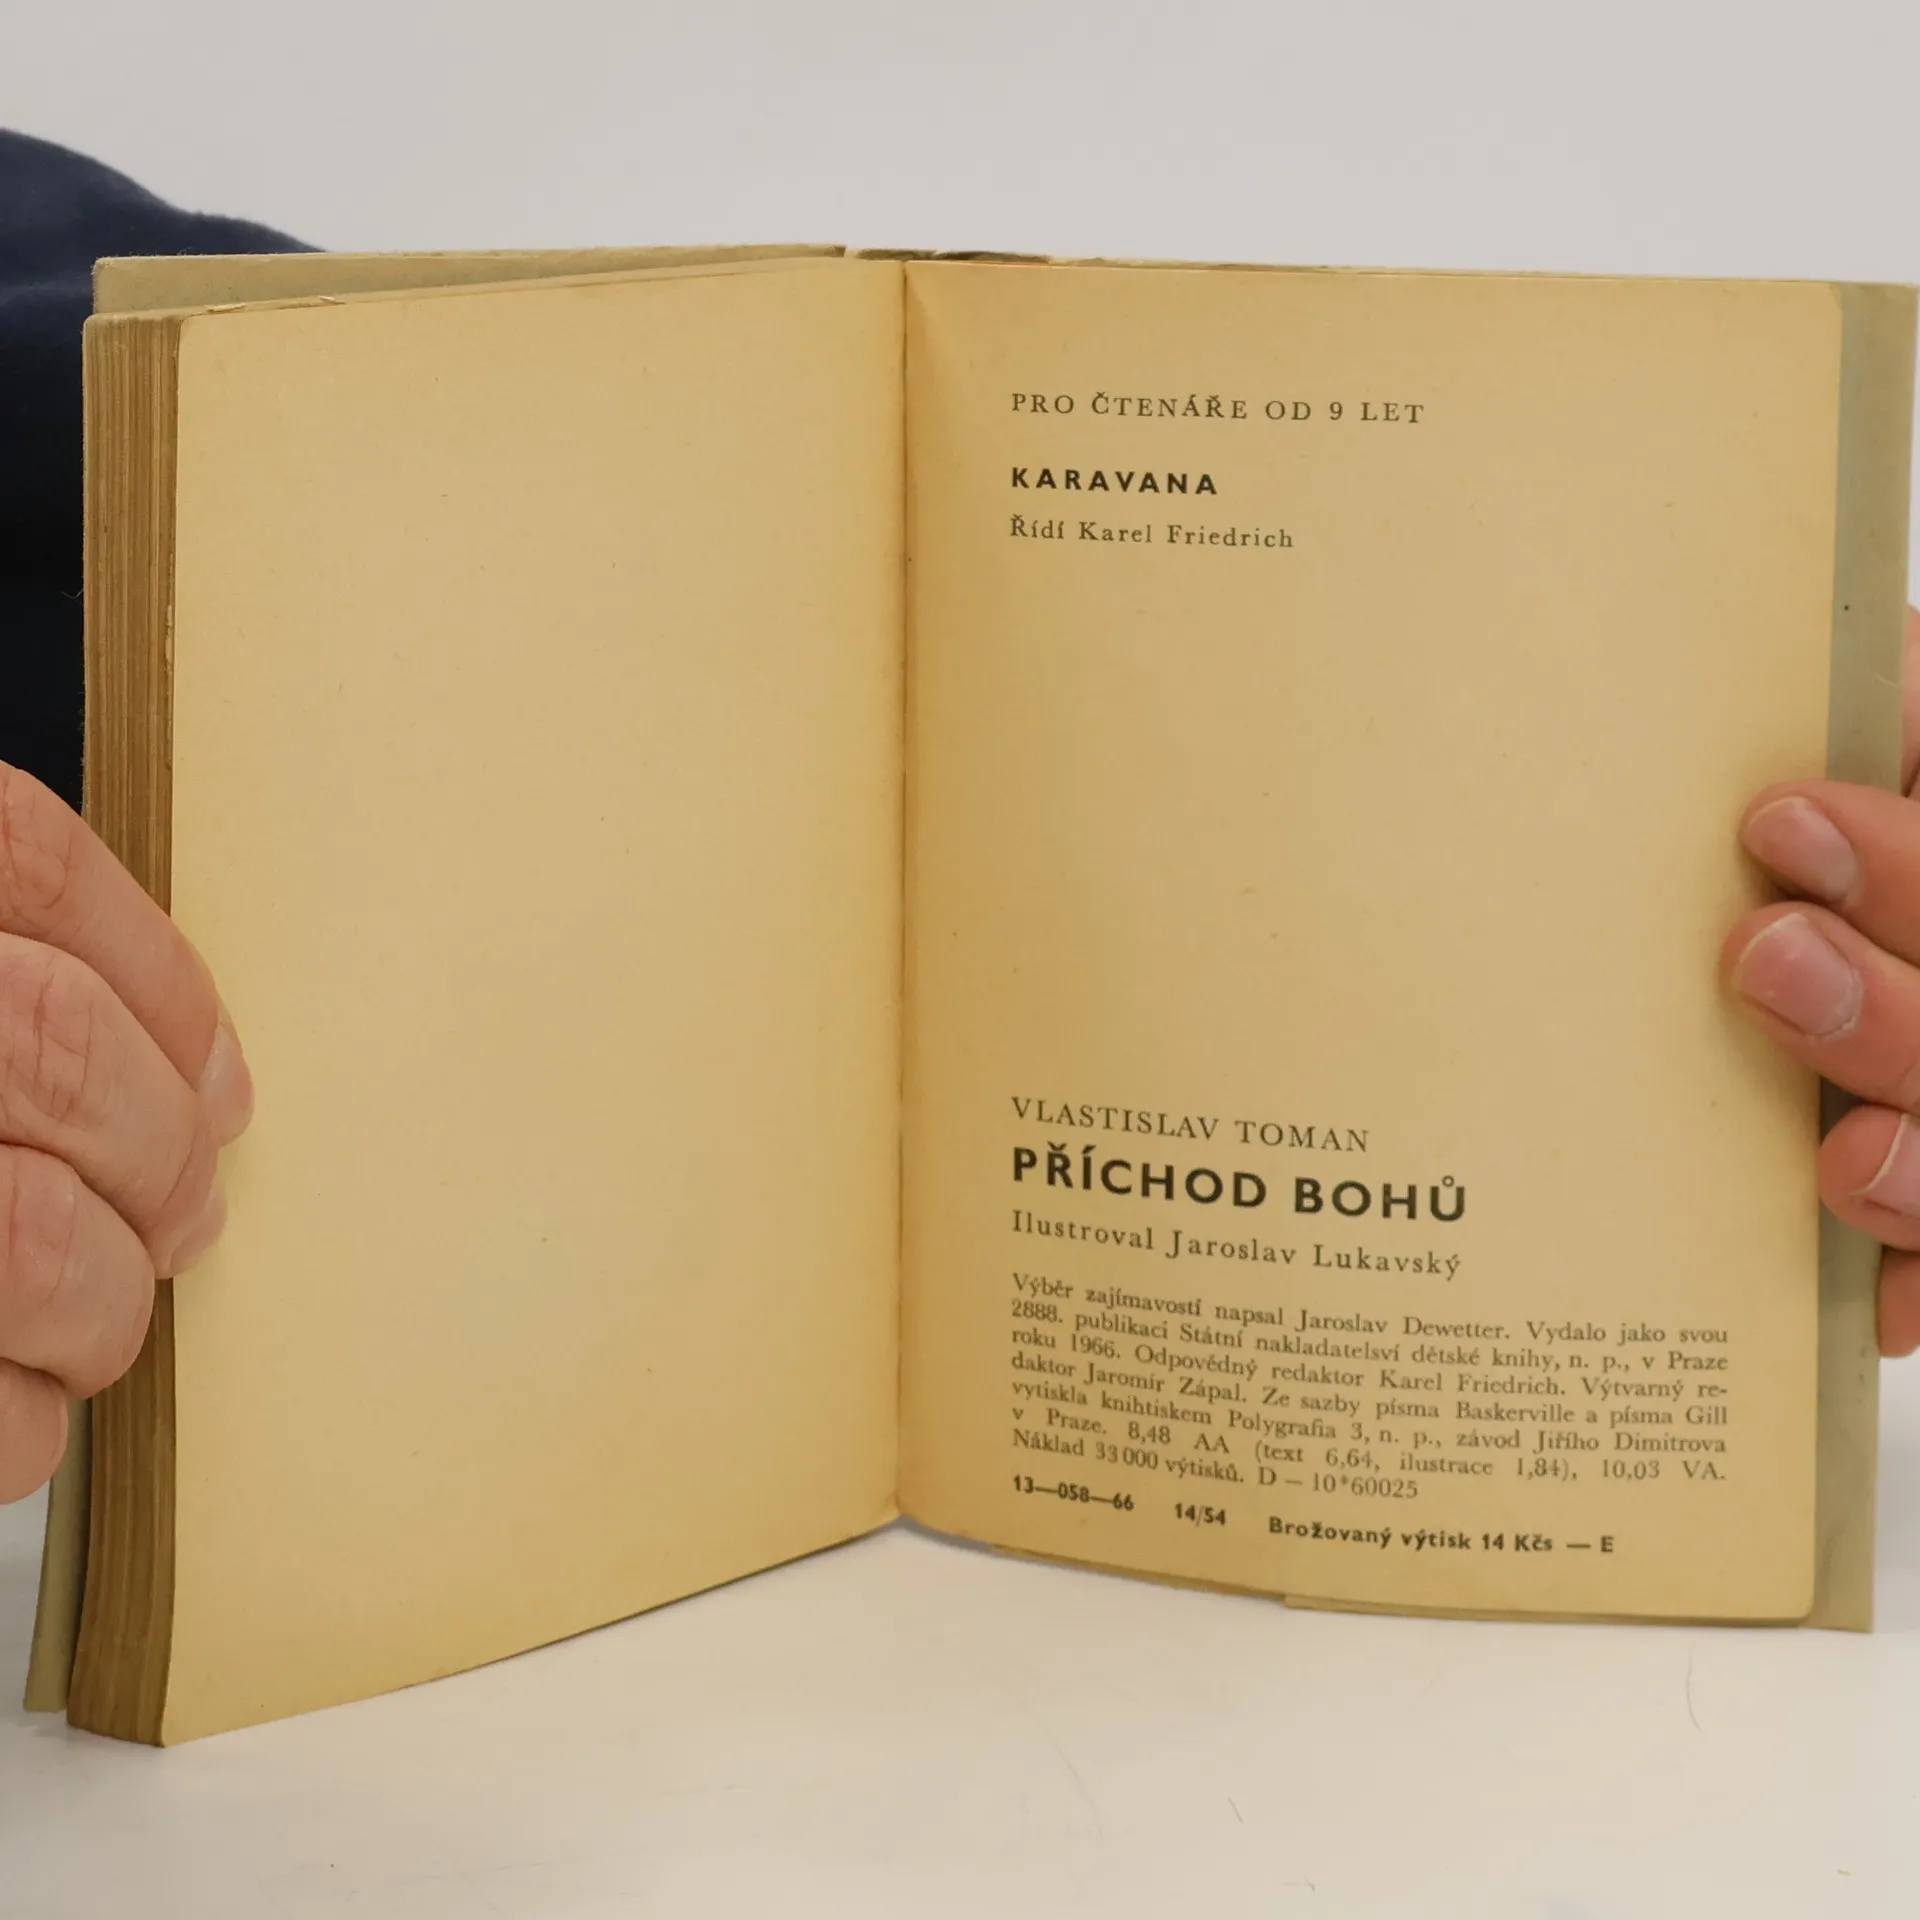 PRO ČTENÁŘE OD 9 LET
KARAVANA
Řídí Karel Friedrich
VLASTISLAV TOMAN
PŘÍCHOD BOHŮ
Ilustroval Jaroslav Lukavský
Výběr zajímavostí napsal Jaroslav Dewetter. Vydalo jako svou
2888. publikaci Státní nakladatelsví dětské knihy, n. p., v Praze
roku 1966. Odpovědný redaktor Karel Friedrich. Výtvarný re-
daktor Jaromír Zápal. Ze sazby písma Baskerville a písma Gill
vytiskla knihtiskem Polygrafia 3, n. p., závod Jiřího Dimitrova
v Praze. 8,48 AA (text 6,64, ilustrace 1,84), 10,03 VA.
Náklad 33 000 výtisků. D – 10*60025
13—058—66 14/54 Brožovaný výtisk 14 Kčs — E